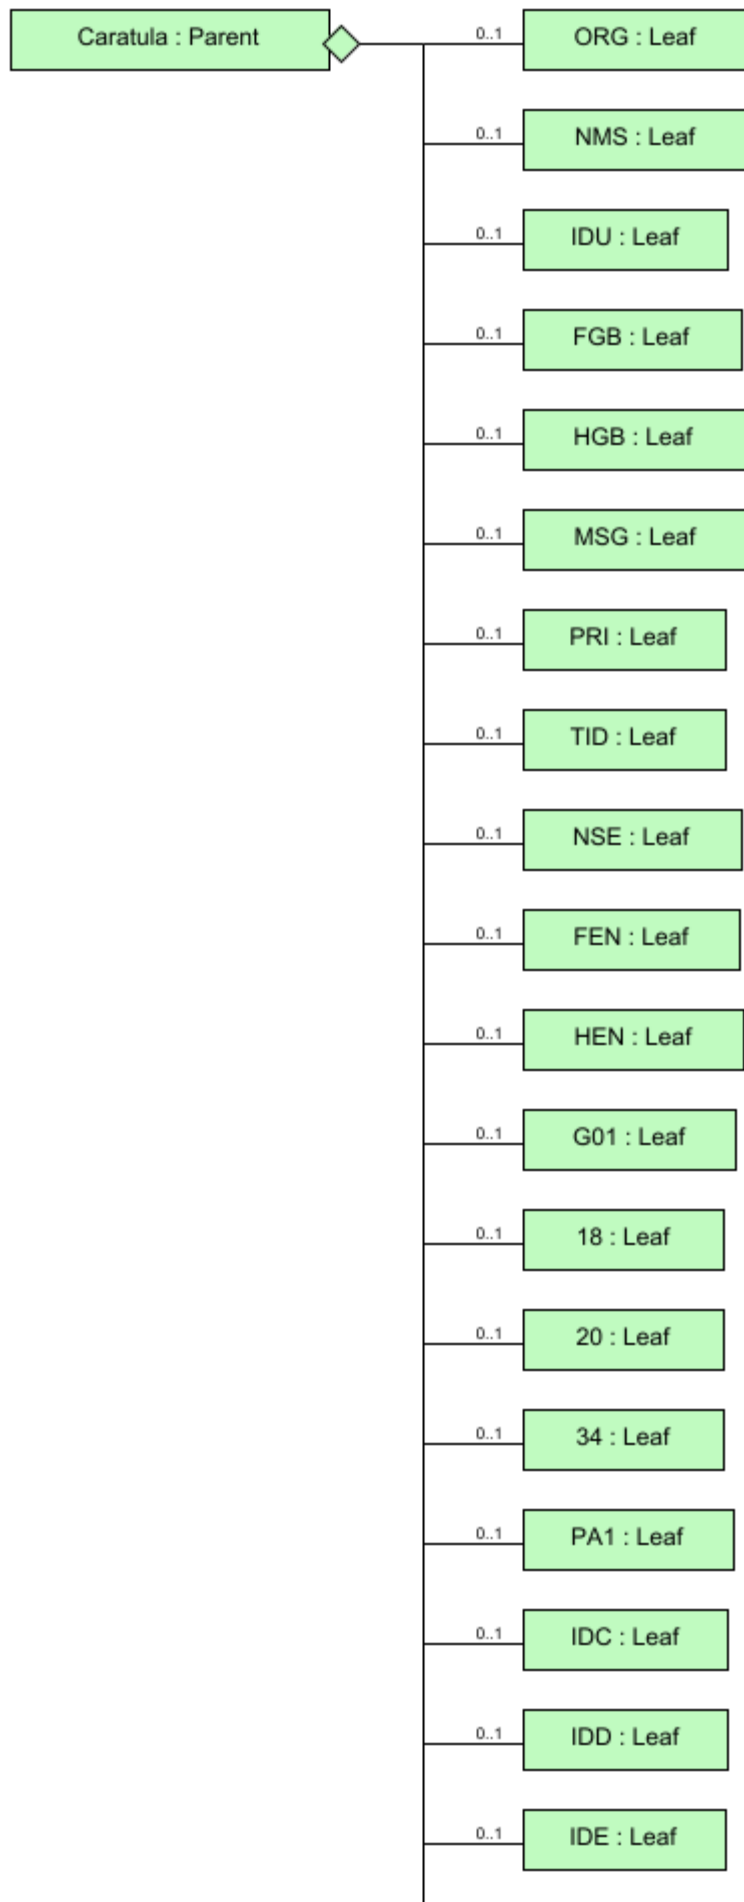 Caratula : Parent
0..1
ORG : Leaf
0..1
NMS : Leaf
0..1
IDU : Leaf
0..1
FGB : Leaf
0..1
HGB : Leaf
0..1
MSG : Leaf
0..1
PRI : Leaf
0..1
TID : Leaf
0..1
NSE : Leaf
0..1
FEN : Leaf
0..1
HEN : Leaf
0..1
G01 : Leaf
0..1
18 : Leaf
0..1
20 : Leaf
0..1
34 : Leaf
0..1
PA1 : Leaf
0..1
IDC : Leaf
0..1
IDD : Leaf
0..1
IDE : Leaf